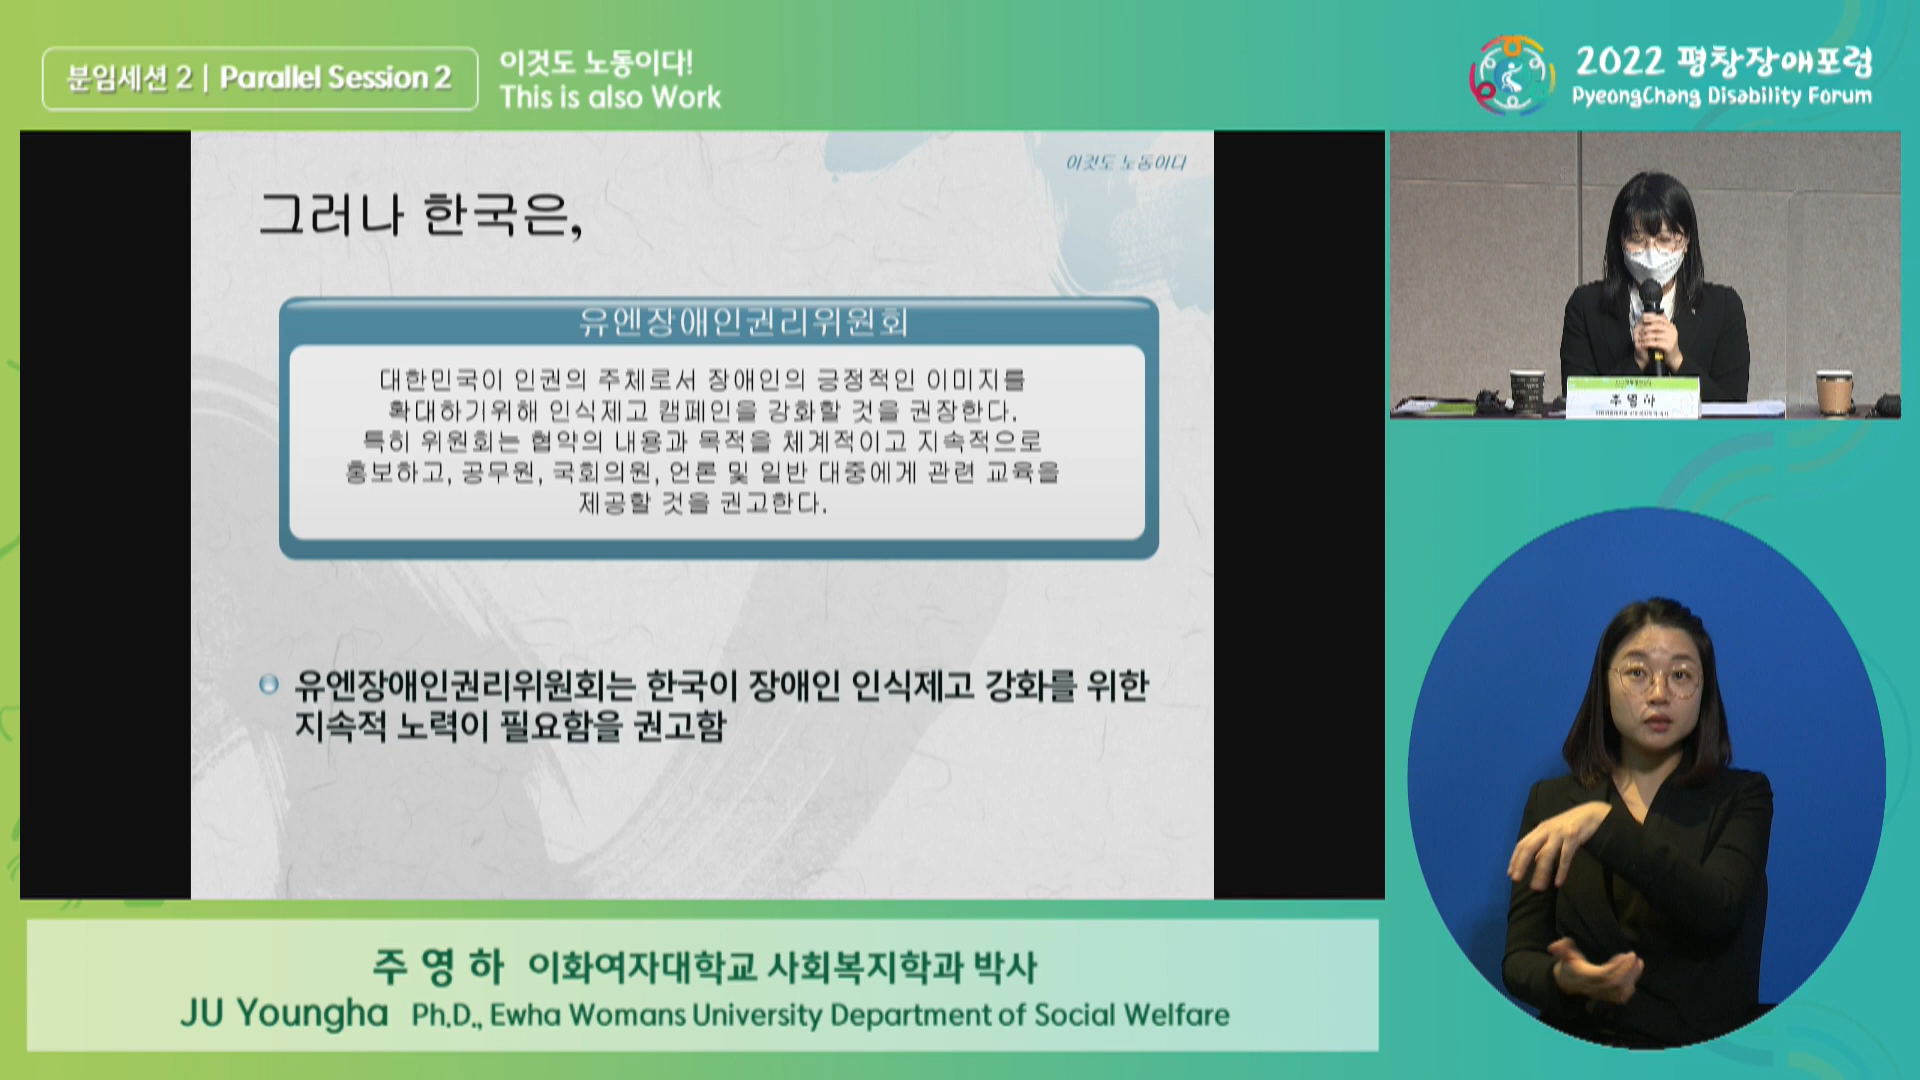 분임세션 2 | Parallel Session 2
이것도 노동이다!
This is also Work
2022 평창장애포럼
PyeongChang Disability Forum
이것도 노동이다
그러나 한국은,
유엔장애인권리위원회
대한민국이 인권의 주체로서 장애인의 긍정적인 이미지를
확대하기위해 인식제고 캠페인을 강화할 것을 권장한다.
특히 위원회는 협약의 내용과 목적을 체계적이고 지속적으로
홍보하고, 공무원, 국회의원, 언론 및 일반 대중에게 관련 교육을
제공할 것을 권고한다.
유엔장애인권리위원회는 한국이 장애인 인식제고 강화를 위한
지속적 노력이 필요함을 권고함
주영하
주 영 하 이화여자대학교 사회복지학과 박사
JU Youngha Ph.D., Ewha Womans University Department of Social Welfare